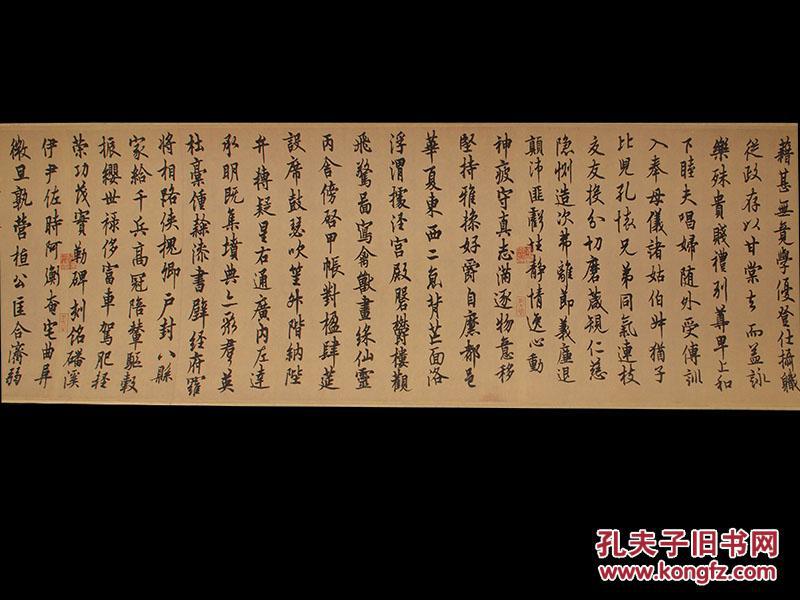 藉甚無竟學優登仕攝職
從政存以甘棠去而益詠
樂殊貴賤禮別尊卑上和
下睦夫唱婦隨外受傅訓
入奉母儀諸姑伯叔猶子
比兒孔懷兄弟同氣連枝
交友投分切磨箴規仁慈
隱惻造次弗離節義廉退
顛沛匪虧性靜情逸心動
神疲守真志滿逐物意移
堅持雅操好爵自縻都邑
華夏東西二京背芒面洛
浮渭據涇宮殿磐鬱樓觀
飛驚圖寫禽獸畫綵仙靈
丙舍傍啓甲帳對楹肆筵
設席鼓瑟吹笙升階納陛
弁轉疑星右通廣內左達
承明既集墳典亦聚群英
杜稾鍾隸漆書壁經府羅
將相路俠槐卿戶封八縣
家給千兵高冠陪輦驅轂
振纓世祿侈富車駕肥輕
策功茂實勒碑刻銘磻溪
伊尹佐時阿衡奄宅曲阜
微旦孰營桓公匡合濟弱
孔夫子旧书网
www.kongfz.com